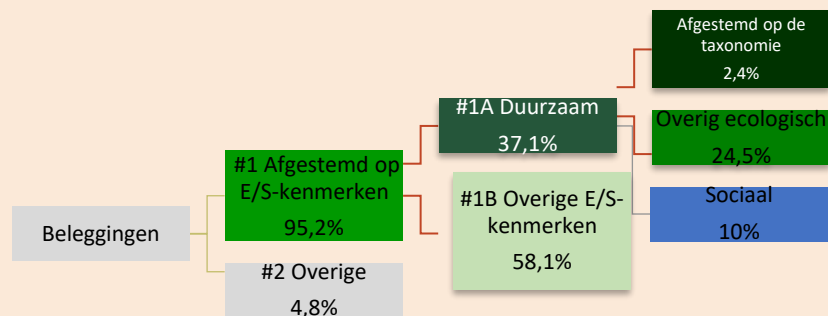 Beleggingen
#1 Afgestemd op
E/S-kenmerken
95,2%
#2 Overige
4,8%
#1A Duurzaam
37,1%
#1B Overige E/S-
kenmerken
58,1%
Afgestemd op de
taxonomie
2,4%
Overig ecologisch
24,5%
Sociaal
10%